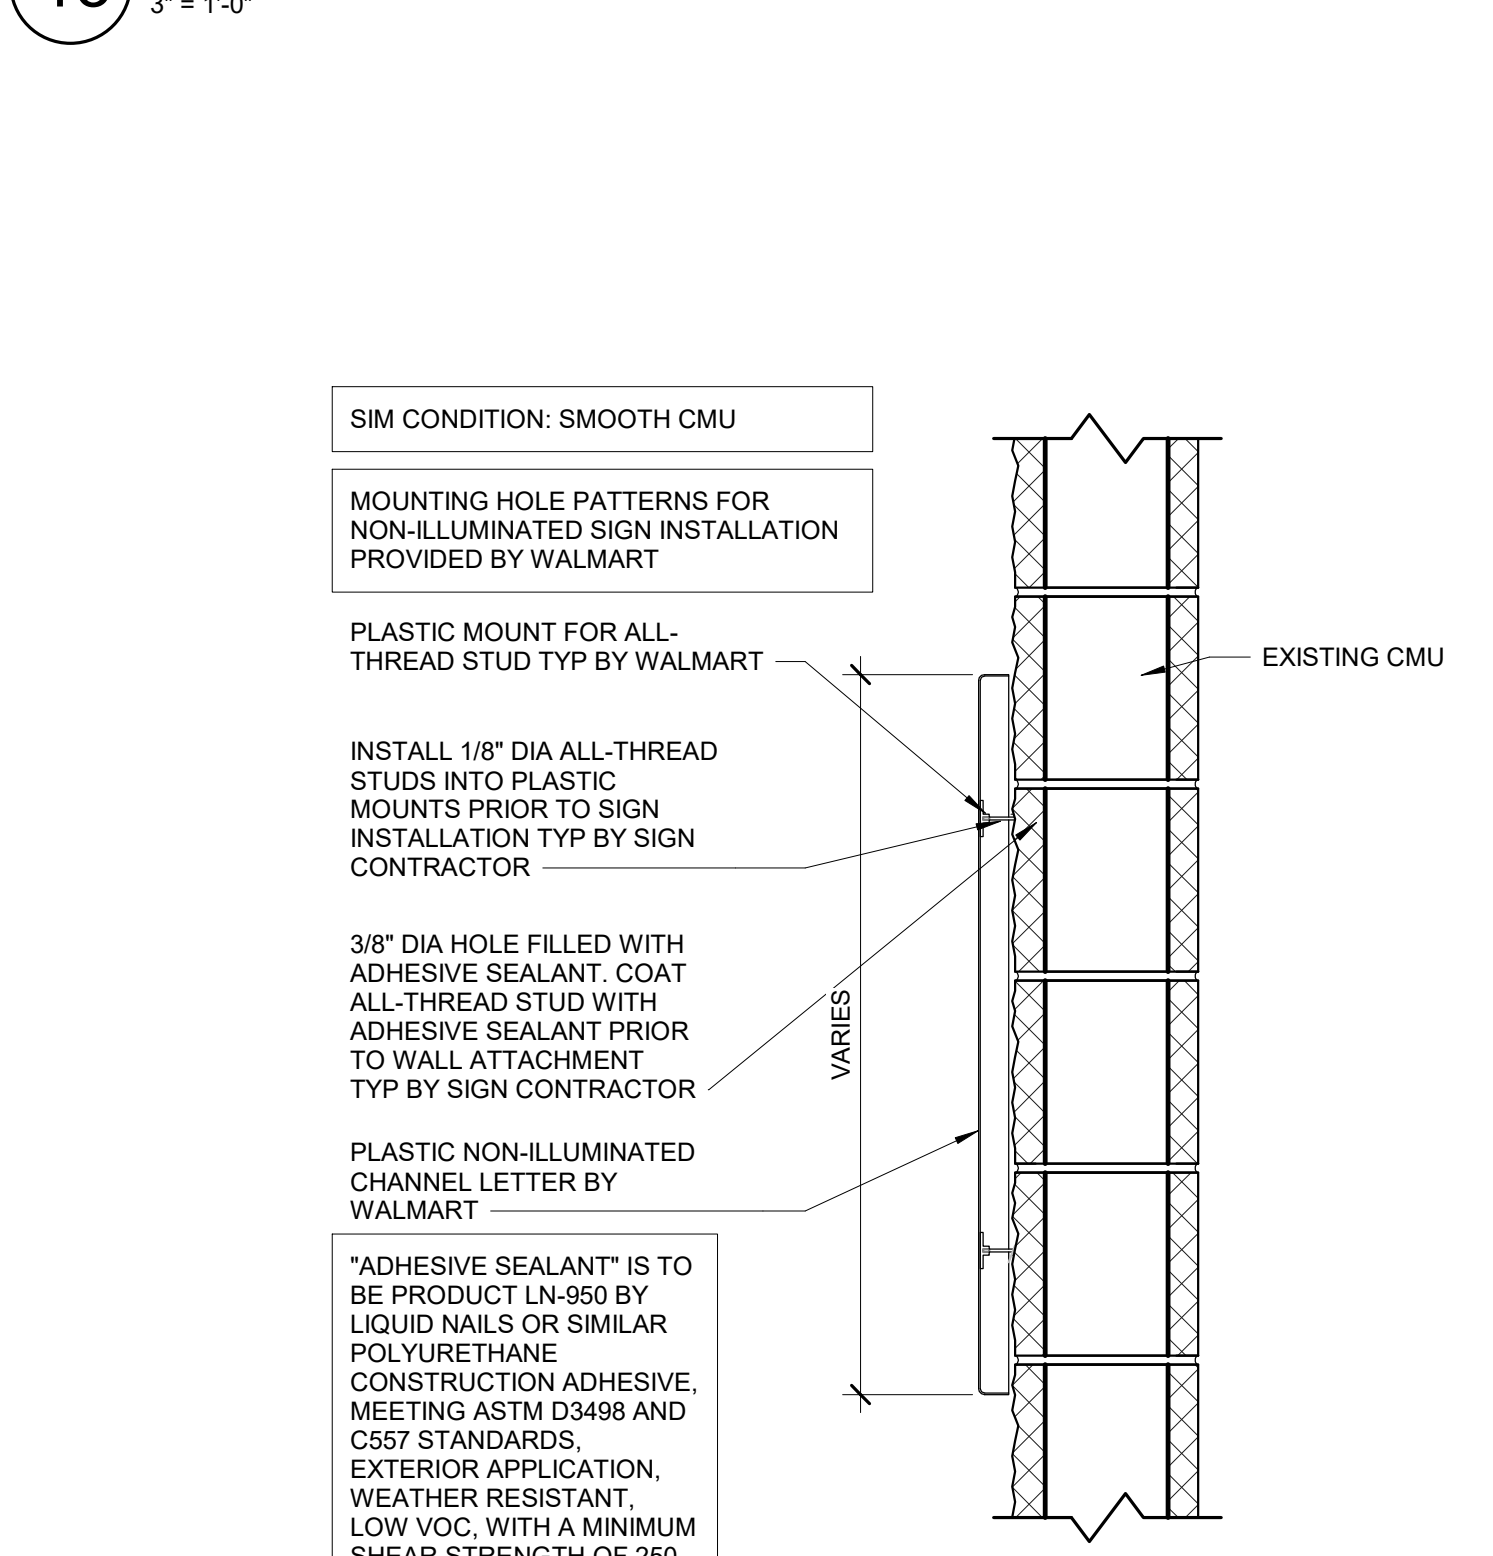 3" = 1'-0"
SIM CONDITION: SMOOTH CMU
MOUNTING HOLE PATTERNS FOR
NON-ILLUMINATED SIGN INSTALLATION
PROVIDED BY WALMART
PLASTIC MOUNT FOR ALL-
THREAD STUD TYP BY WALMART
EXISTING CMU
INSTALL 1/8" DIA ALL-THREAD
STUDS INTO PLASTIC
MOUNTS PRIOR TO SIGN
INSTALLATION TYP BY SIGN
CONTRACTOR
3/8" DIA HOLE FILLED WITH
ADHESIVE SEALANT. COAT
ALL-THREAD STUD WITH
ADHESIVE SEALANT PRIOR
TO WALL ATTACHMENT
TYP BY SIGN CONTRACTOR
VARIES
PLASTIC NON-ILLUMINATED
CHANNEL LETTER BY
WALMART
"ADHESIVE SEALANT" IS TO
BE PRODUCT LN-950 BY
LIQUID NAILS OR SIMILAR
POLYURETHANE
CONSTRUCTION ADHESIVE,
MEETING ASTM D3498 AND
C557 STANDARDS,
EXTERIOR APPLICATION,
WEATHER RESISTANT,
LOW VOC, WITH A MINIMUM
SHEAR STRENGTH OF 250